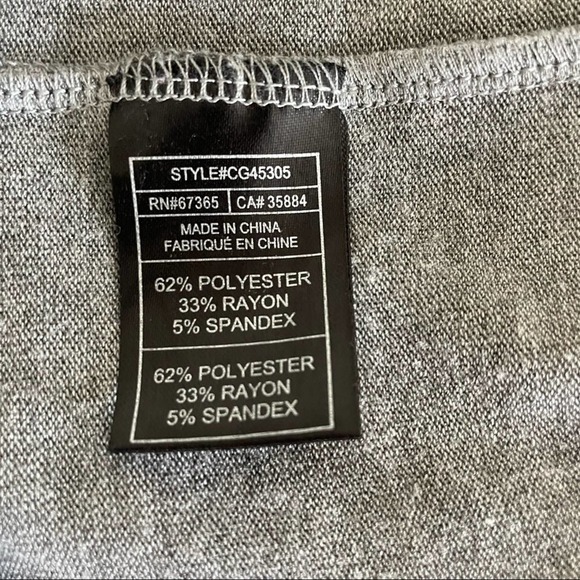 STYLE#CG45305
RN#67365 CA# 35884
MADE IN CHINA
FABRIQUÉ EN CHINE
62% POLYESTER
33% RAYON
5% SPANDEX
62% POLYESTER
33% RAYON
5% SPANDEX